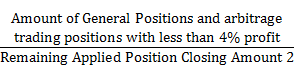 Amount of General Positions and arbitrage
trading positions with less than 4% profit
Remaining Applied Position Closing Amount 2